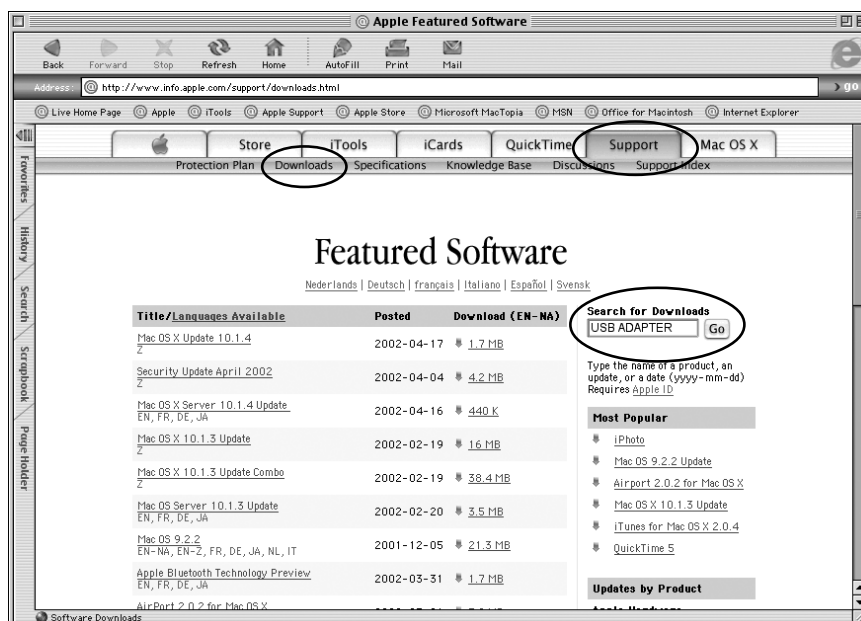 Apple Featured Software
Back Forward Stop Refresh Home AutoFill Print Mail
Address: http://www.info.apple.com/support/downloads.html go
Live Home Page Apple iTools Apple Support Apple Store Microsoft MacTopia MSN Office for Macintosh Internet Explorer
Store iTools iCards QuickTime Support Mac OS X
Protection Plan Downloads Specifications Knowledge Base Discussions Support Index
Favorites
History
Search
Scrapbook
Page Holder
Featured Software
Nederlands | Deutsch | français | Italiano | Español | Svensk
Title/Languages Available Posted Download (EN-NA)
Mac OS X Update 10.1.4 2002-04-17 1.7 MB
Z
Security Update April 2002 2002-04-04 4.2 MB
Z
Mac OS X Server 10.1.4 Update 2002-04-16 440 K
EN, FR, DE, JA
Mac OS X 10.1.3 Update 2002-02-19 16 MB
Z
Mac OS X 10.1.3 Update Combo 2002-02-19 38.4 MB
Z
Mac OS Server 10.1.3 Update 2002-02-20 3.5 MB
EN, FR, DE, JA
Mac OS 9.2.2 2001-12-05 21.3 MB
EN-NA, EN-Z, FR, DE, JA, NL, IT
Apple Bluetooth Technology Preview 2002-03-31 1.7 MB
EN, FR, DE, JA
AirPort 2.0.2 for Mac OS X
Search for Downloads
USB ADAPTER Go
Type the name of a product, an
update, or a date (yyyy-mm-dd)
Requires Apple ID
Most Popular
iPhoto
Mac OS 9.2.2 Update
Airport 2.0.2 for Mac OS X
Mac OS X 10.1.3 Update
iTunes for Mac OS X 2.0.4
QuickTime 5
Updates by Product
Apple Hardware
Software Downloads